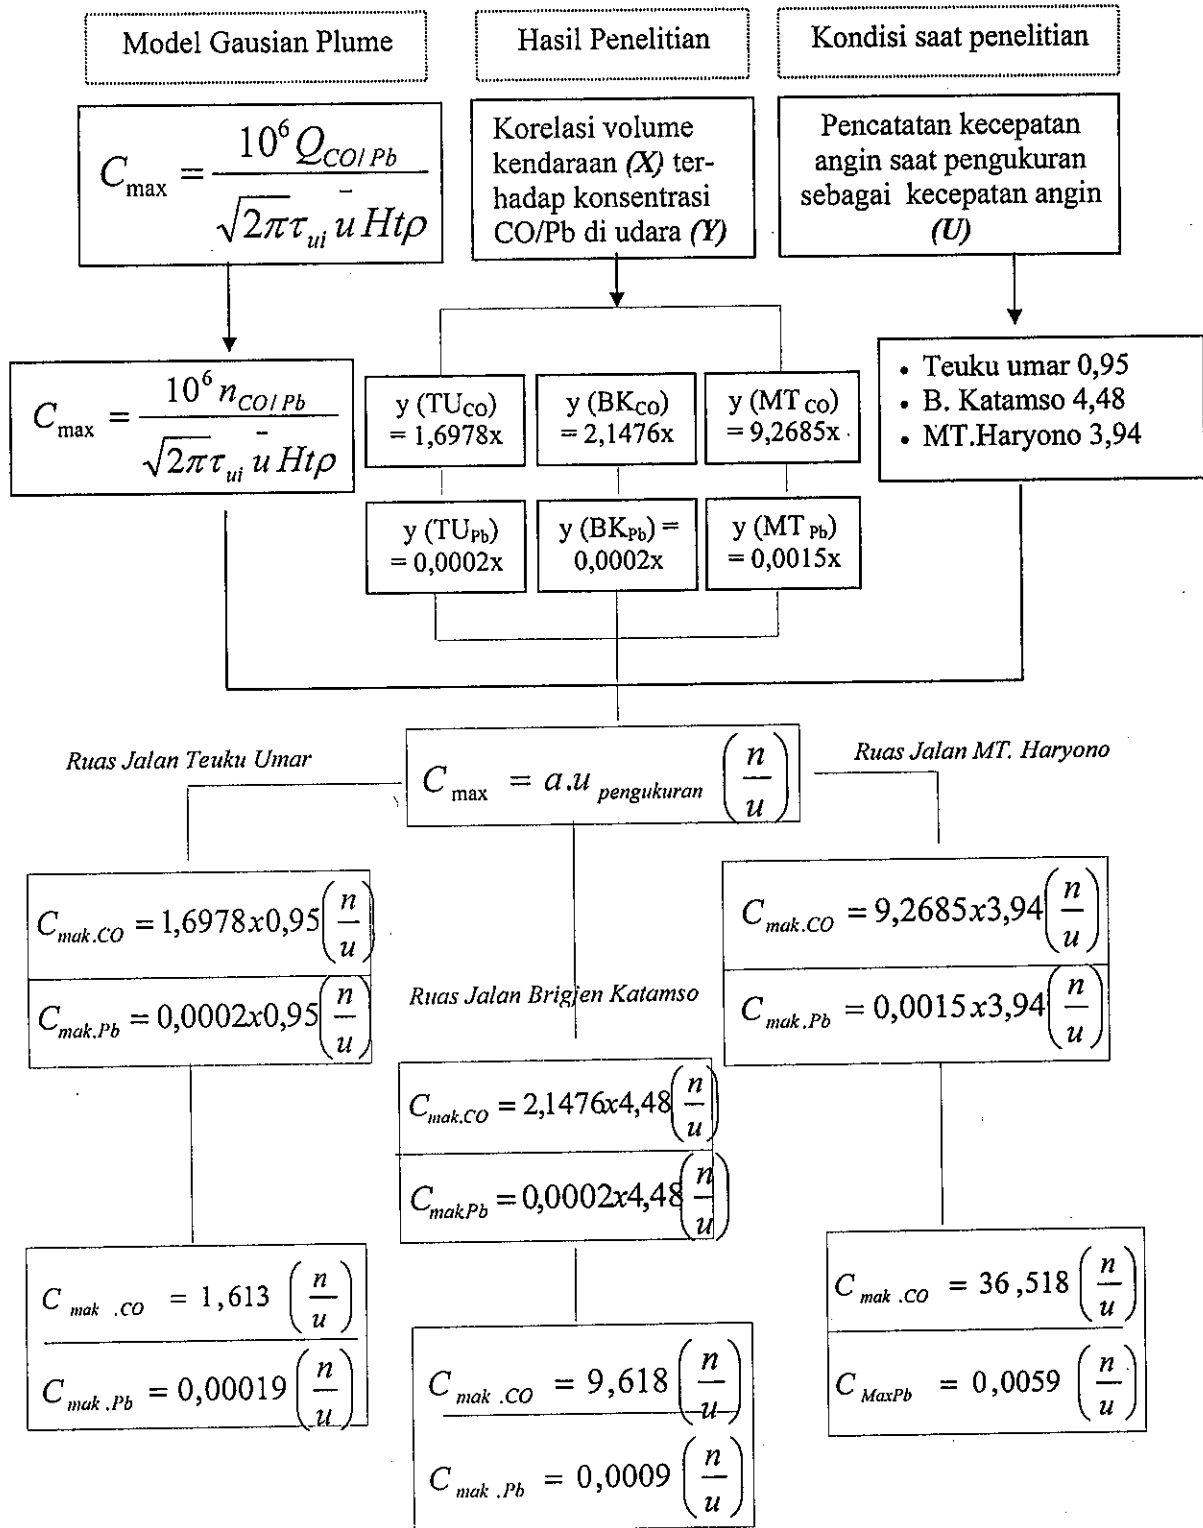 Model Gausian Plume
Hasil Penelitian
Kondisi saat penelitian
C_max = 10^6 Q_CO/Pb / √2π τ_ui ū Htρ
Korelasi volume
kendaraan (X) ter-
hadap konsentrasi
CO/Pb di udara (Y)
Pencatatan kecepatan
angin saat pengukuran
sebagai kecepatan angin
(U)
C_max = 10^6 n_CO/Pb / √2π τ_ui ū Htρ
y (TU_CO)
= 1,6978x
y (BK_CO)
= 2,1476x
y (MT_CO)
= 9,2685x
• Teuku umar 0,95
• B. Katamso 4,48
• MT.Haryono 3,94
y (TU_Pb)
= 0,0002x
y (BK_Pb) =
0,0002x
y (MT_Pb)
= 0,0015x
C_max = a.u_pengukuran (n/u)
Ruas Jalan Teuku Umar
Ruas Jalan MT. Haryono
C_mak.CO = 1,6978x0,95(n/u)
C_mak.Pb = 0,0002x0,95(n/u)
C_mak.CO = 9,2685x3,94(n/u)
C_mak.Pb = 0,0015x3,94(n/u)
Ruas Jalan Brigjen Katamso
C_mak.CO = 2,1476x4,48(n/u)
C_makPb = 0,0002x4,48(n/u)
C_mak .CO = 1,613 (n/u)
C_mak .Pb = 0,00019 (n/u)
C_mak .CO = 9,618 (n/u)
C_mak .Pb = 0,0009 (n/u)
C_mak .CO = 36,518 (n/u)
C_MaxPb = 0,0059 (n/u)